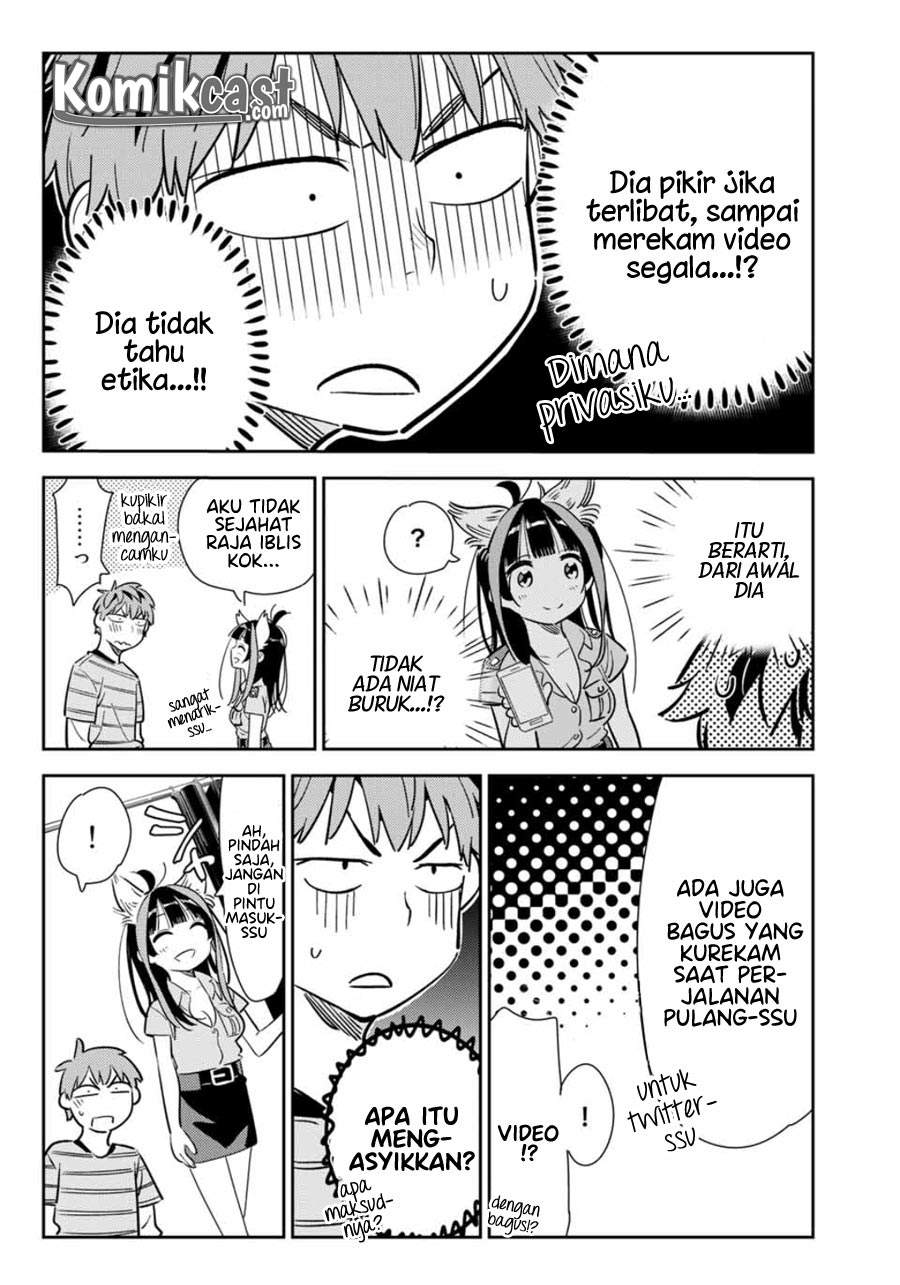 Komikcast
.com
Dia pikir jika
terlibat, sampai
merekam video
segala...!?
Dimana
privasiku...
Dia tidak
tahu
etika...!!
ITU
BERARTI,
DARI AWAL
DIA
?
TIDAK
ADA NIAT
BURUK...!?
AKU TIDAK
SEJAHAT
RAJA IBLIS
KOK...
sangat
menarik-
ssu...
kupikir
bakal
mengan-
camku
......
ADA JUGA
VIDEO
BAGUS YANG
KUREKAM
SAAT PER-
JALANAN
PULANG-SSU
untuk
twitter-
ssu
!
VIDEO
!?
dengan
bagus!?
APA ITU
MENG-
ASYIKKAN?
apa
maksud-
nya?
AH,
PINDAH
SAJA,
JANGAN
DI
PINTU
MASUK-
SSU
!